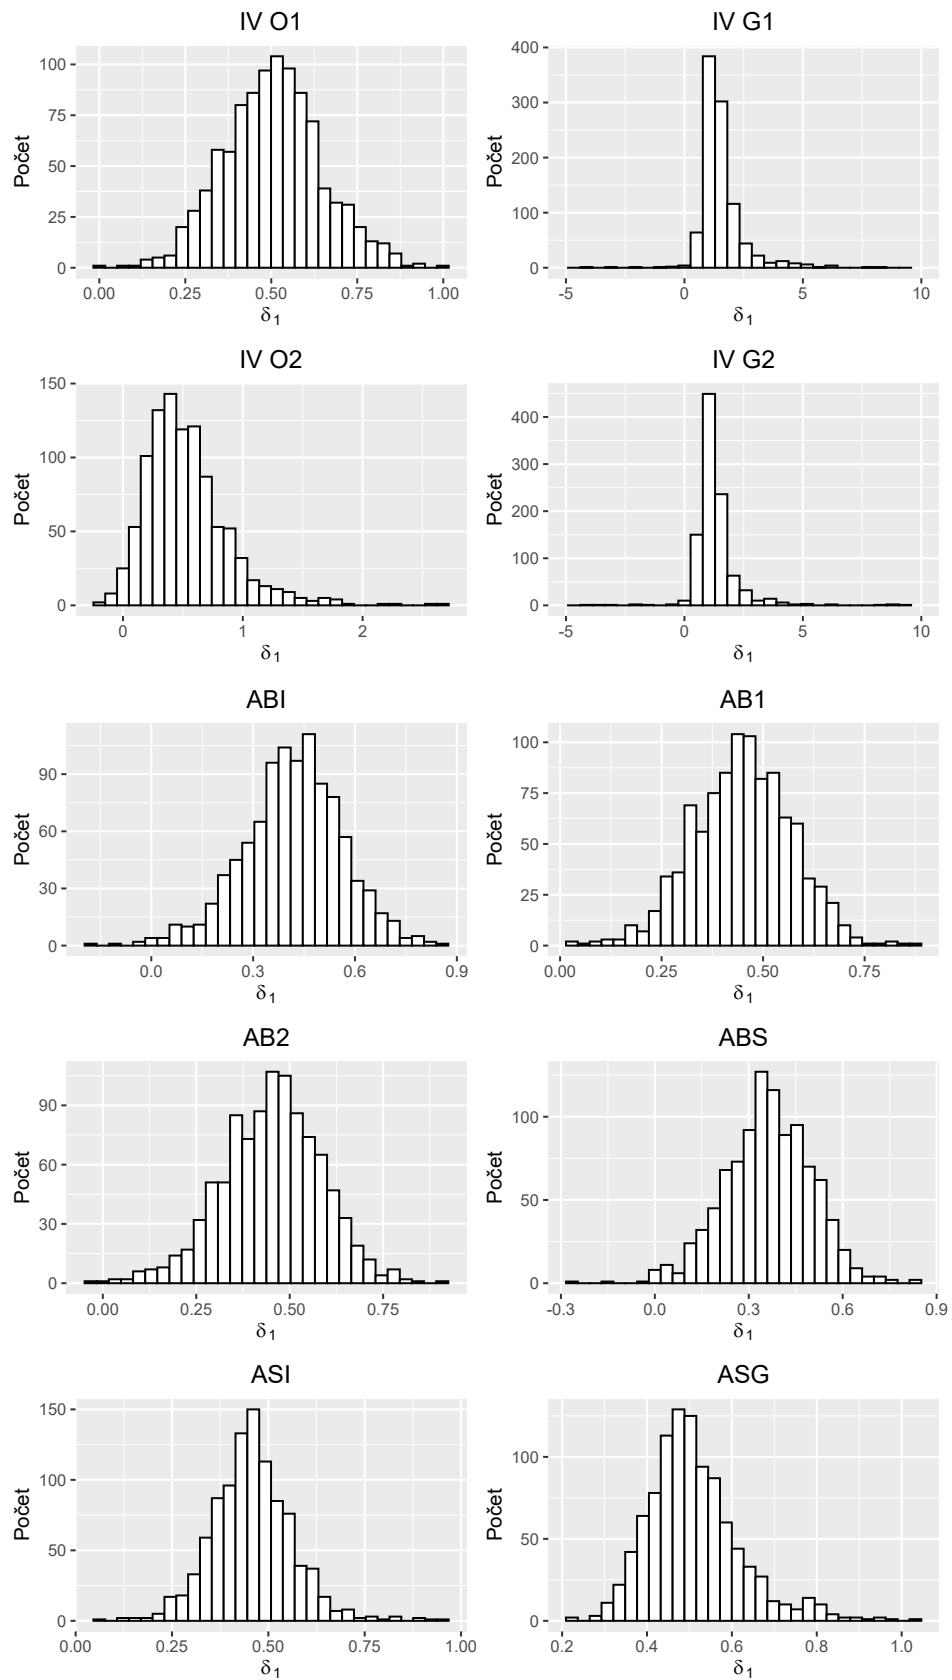 IV O1
Počet
100
75
50
25
0
0.00 0.25 0.50 0.75 1.00
δ1
IV G1
Počet
400
300
200
100
0
-5 0 5 10
δ1
IV O2
Počet
150
100
50
0
0 1 2
δ1
IV G2
Počet
400
300
200
100
0
-5 0 5 10
δ1
ABI
Počet
90
60
30
0
0.0 0.3 0.6 0.9
δ1
AB1
Počet
100
75
50
25
0
0.00 0.25 0.50 0.75
δ1
AB2
Počet
90
60
30
0
0.00 0.25 0.50 0.75
δ1
ABS
Počet
100
50
0
-0.3 0.0 0.3 0.6 0.9
δ1
ASI
Počet
150
100
50
0
0.00 0.25 0.50 0.75 1.00
δ1
ASG
Počet
100
50
0
0.2 0.4 0.6 0.8 1.0
δ1